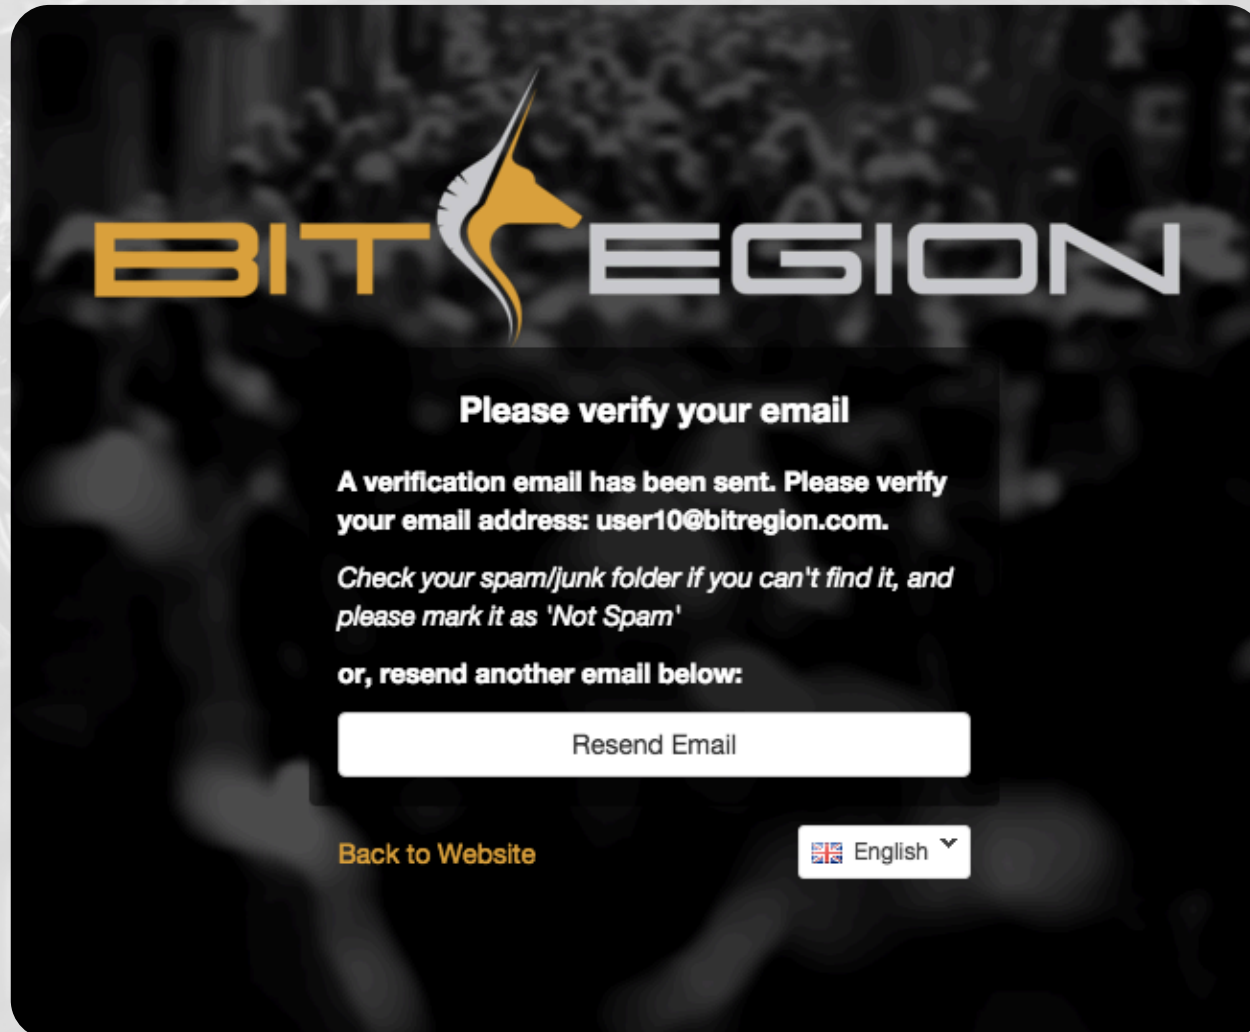 BITREGION
Please verify your email
A verification email has been sent. Please verify
your email address: user10@bitregion.com.
Check your spam/junk folder if you can't find it, and
please mark it as 'Not Spam'
or, resend another email below:
Resend Email
Back to Website
English